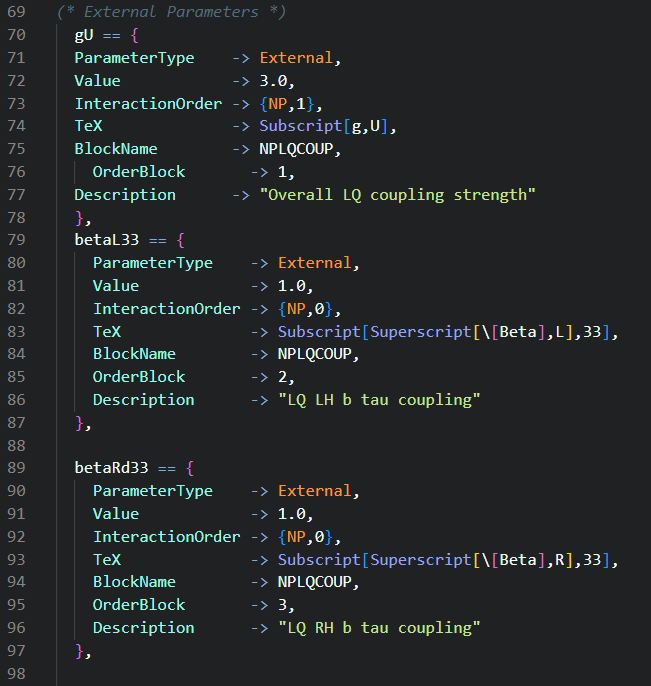 69 (* External Parameters *)
70 gU == {
71 ParameterType -> External,
72 Value -> 3.0,
73 InteractionOrder -> {NP,1},
74 TeX -> Subscript[g,U],
75 BlockName -> NPLQCOUP,
76 OrderBlock -> 1,
77 Description -> "Overall LQ coupling strength"
78 },
79 betaL33 == {
80 ParameterType -> External,
81 Value -> 1.0,
82 InteractionOrder -> {NP,0},
83 TeX -> Subscript[Superscript[\[Beta],L],33],
84 BlockName -> NPLQCOUP,
85 OrderBlock -> 2,
86 Description -> "LQ LH b tau coupling"
87 },
88
89 betaRd33 == {
90 ParameterType -> External,
91 Value -> 1.0,
92 InteractionOrder -> {NP,0},
93 TeX -> Subscript[Superscript[\[Beta],R],33],
94 BlockName -> NPLQCOUP,
95 OrderBlock -> 3,
96 Description -> "LQ RH b tau coupling"
97 },
98